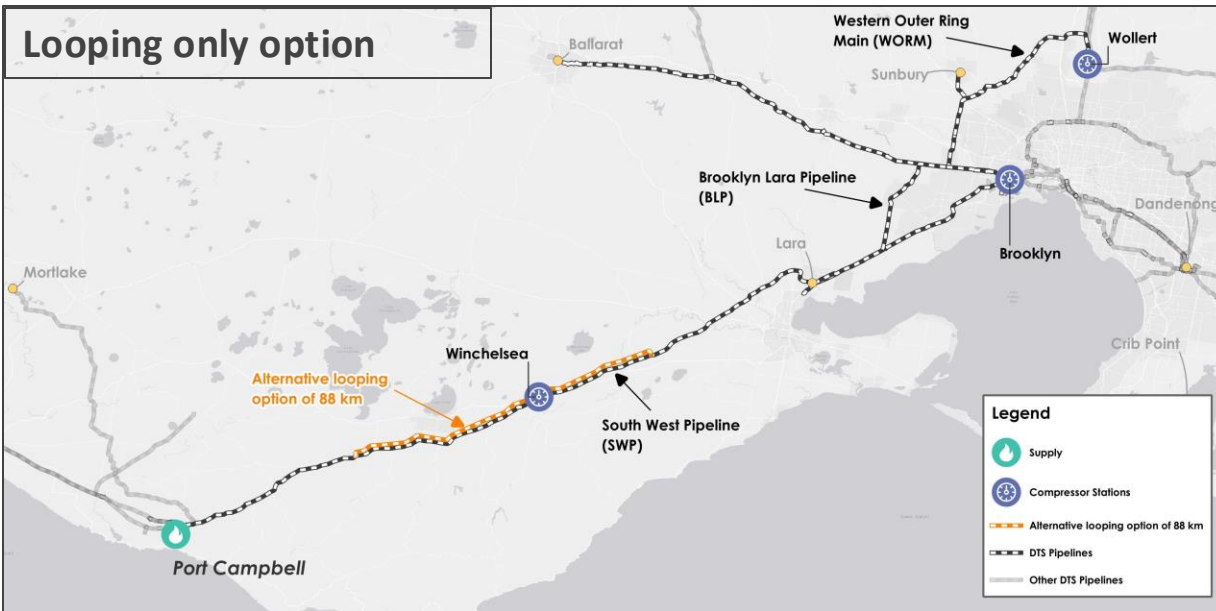 Looping only option
Western Outer Ring
Main (WORM)
Wollert
Ballarat
Sunbury
Brooklyn Lara Pipeline
(BLP)
Dandenong
Lara
Brooklyn
Mortlake
Crib Point
Winchelsea
Alternative looping
option of 88 km
South West Pipeline
(SWP)
Port Campbell
Legend
Supply
Compressor Stations
Alternative looping option of 88 km
DTS Pipelines
Other DTS Pipelines